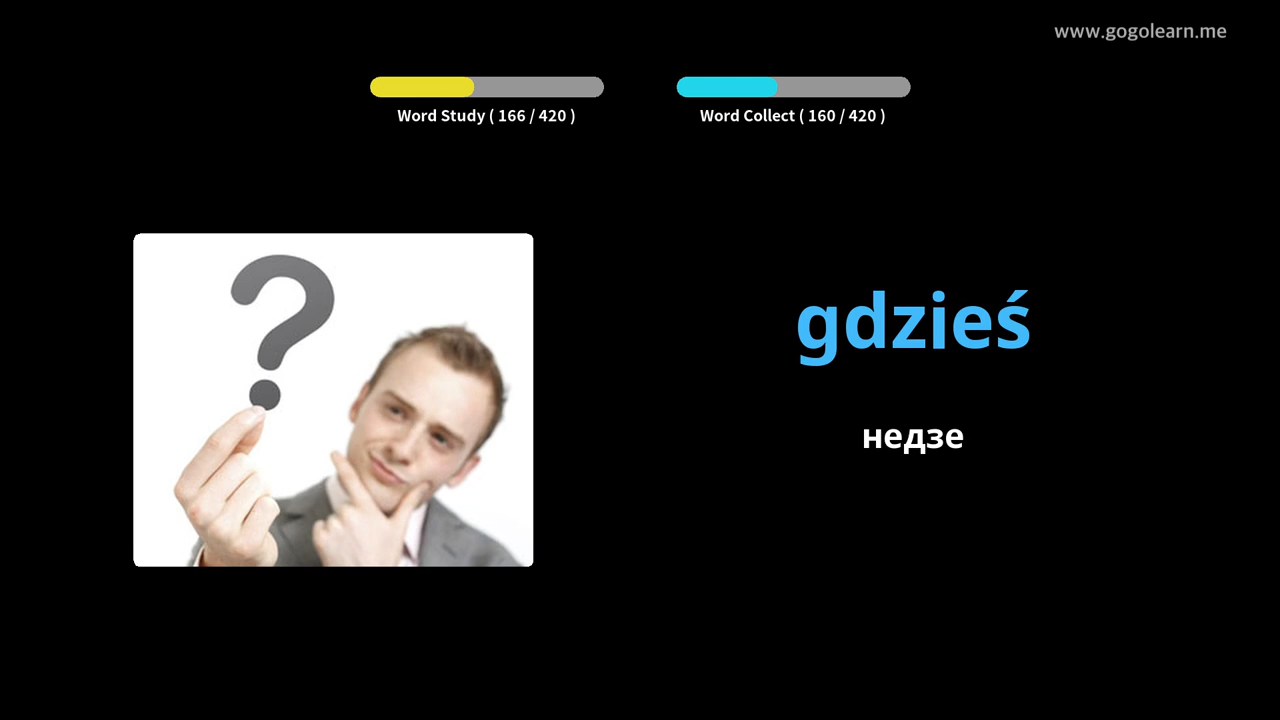 www.gogolearn.me
Word Study ( 166 / 420 )
Word Collect ( 160 / 420 )
?
gdzieś
недзе